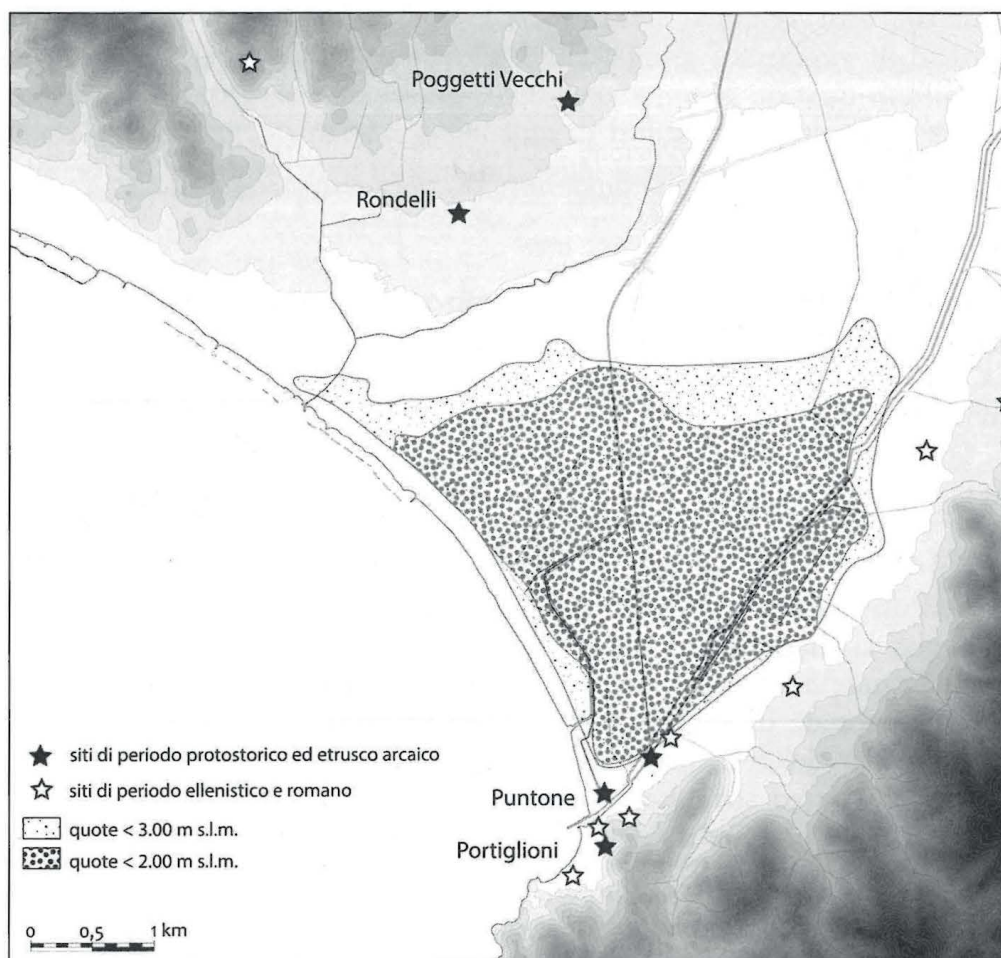 Poggetti Vecchi
Rondelli
siti di periodo protostorico ed etrusco arcaico
siti di periodo ellenistico e romano
Puntone
quote < 3.00 m s.l.m.
quote < 2.00 m s.l.m.
Portiglioni
0 0,5 1 km